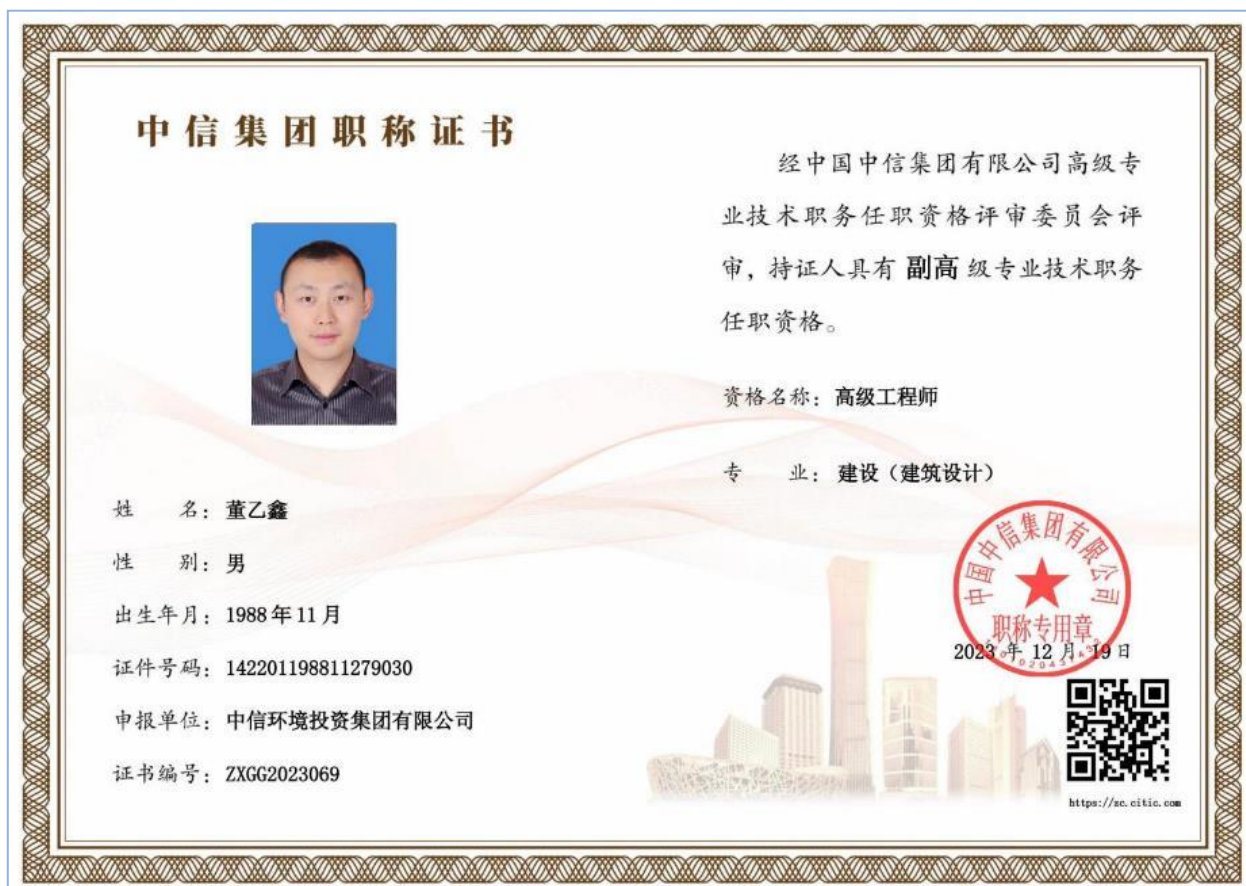 中信集团职称证书
经中国中信集团有限公司高级专
业技术职务任职资格评审委员会评
审，持证人具有 副高 级专业技术职务
任职资格。
资格名称：高级工程师
专 业：建设（建筑设计）
姓 名：董乙鑫
性 别：男
出生年月：1988年11月
证件号码：142201198811279030
申报单位：中信环境投资集团有限公司
证书编号：ZXGG2023069
中国中信集团有限公司
职称专用章
2023 年 12 月 19日
https://zc.citic.com